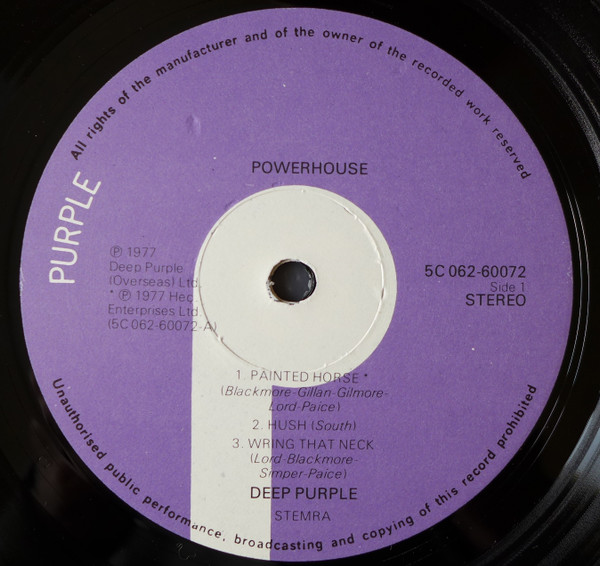 All rights of the manufacturer and of the owner of the recorded work reserved
PURPLE
POWERHOUSE
℗ 1977
Deep Purple
(Overseas) Ltd.
* ℗ 1977 Hec
Enterprises Ltd.
(5C 062-60072-A)
5C 062-60072
Side 1
STEREO
1. PAINTED HORSE *
(Blackmore-Gillan-Gilmore-
Lord-Paice)
2. HUSH (South)
3. WRING THAT NECK
(Lord-Blackmore-
Simper-Paice)
DEEP PURPLE
STEMRA
Unauthorised public performance, broadcasting and copying of this record prohibited